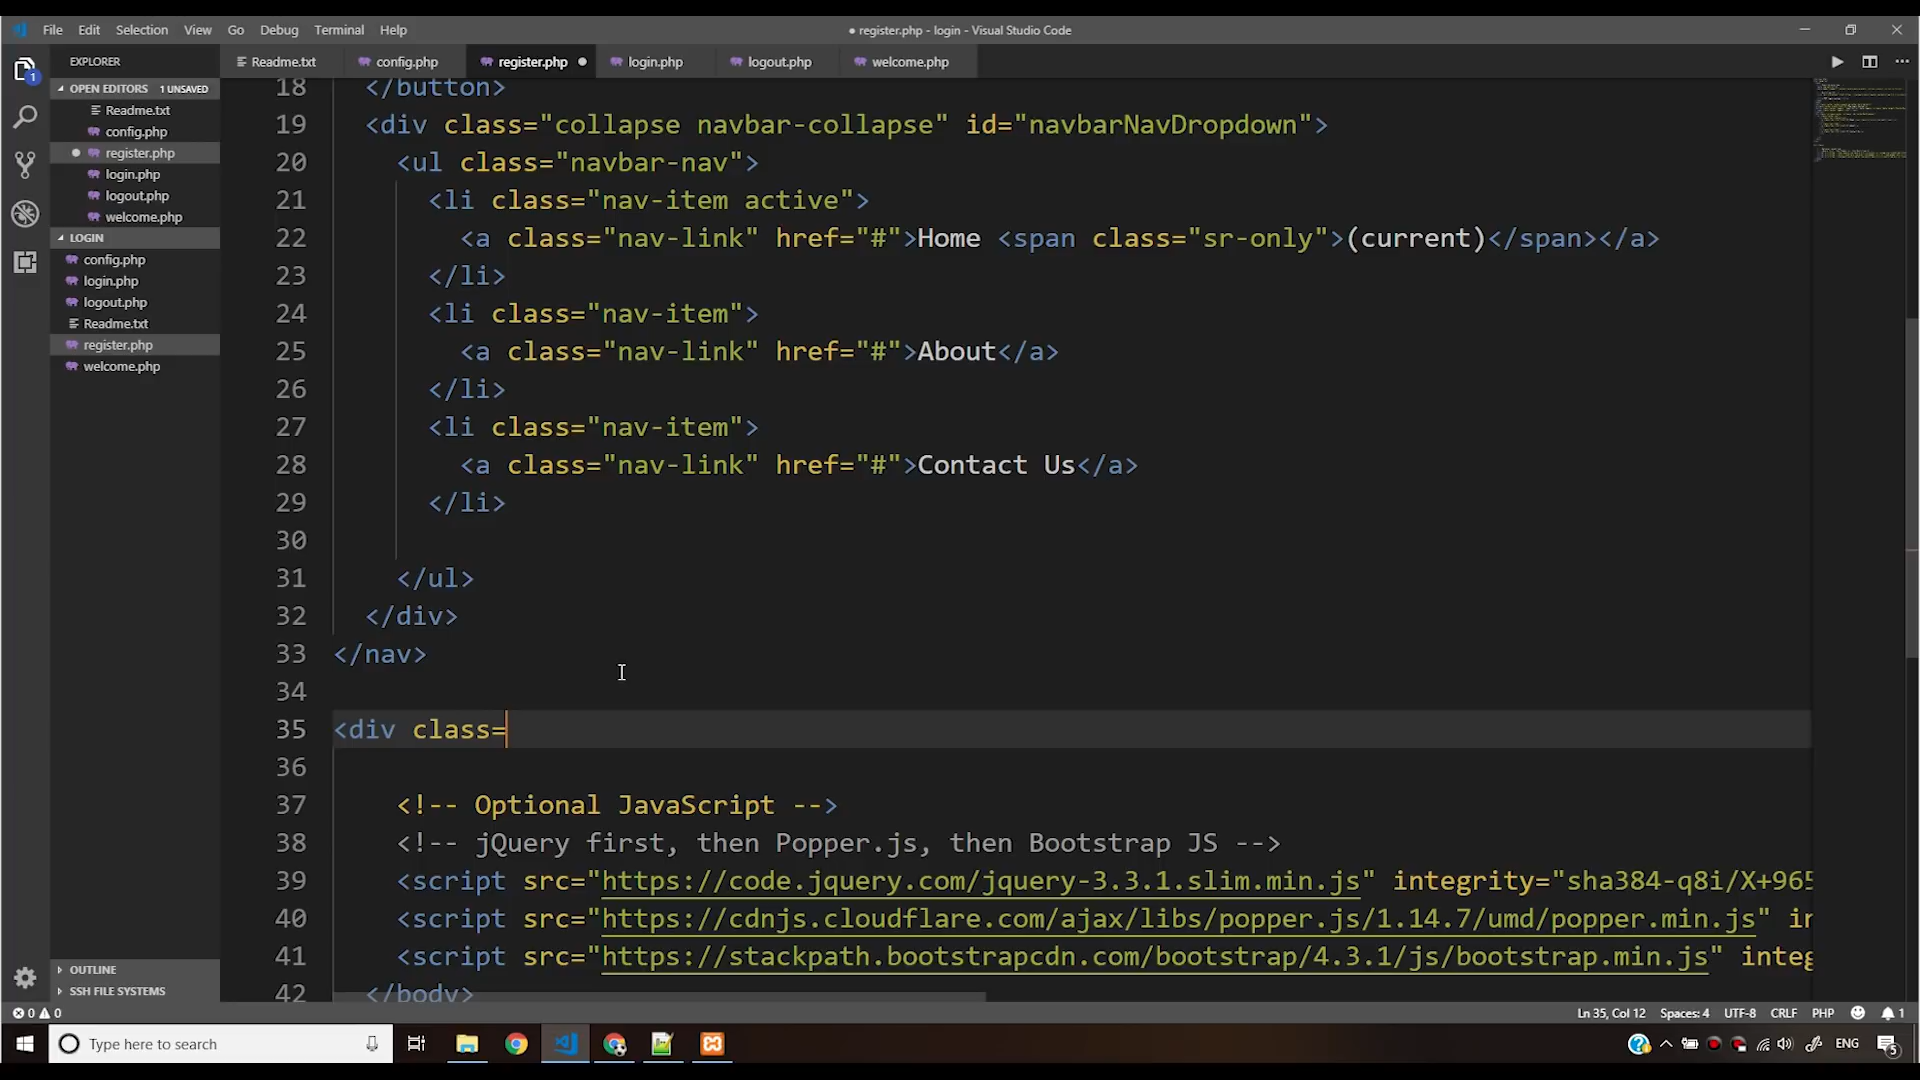 File Edit Selection View Go Debug Terminal Help
● register.php - login - Visual Studio Code
EXPLORER
Readme.txt config.php register.php login.php logout.php welcome.php
OPEN EDITORS 1 UNSAVED
Readme.txt
config.php
register.php
login.php
logout.php
welcome.php
LOGIN
config.php
login.php
logout.php
Readme.txt
register.php
welcome.php
OUTLINE
SSH FILE SYSTEMS
18 </button>
19 <div class="collapse navbar-collapse" id="navbarNavDropdown">
20 <ul class="navbar-nav">
21 <li class="nav-item active">
22 <a class="nav-link" href="#">Home <span class="sr-only">(current)</span></a>
23 </li>
24 <li class="nav-item">
25 <a class="nav-link" href="#">About</a>
26 </li>
27 <li class="nav-item">
28 <a class="nav-link" href="#">Contact Us</a>
29 </li>
30
31 </ul>
32 </div>
33 </nav>
34
35 <div class=
36
37 <!-- Optional JavaScript -->
38 <!-- jQuery first, then Popper.js, then Bootstrap JS -->
39 <script src="https://code.jquery.com/jquery-3.3.1.slim.min.js" integrity="sha384-q8i/X+965
40 <script src="https://cdnjs.cloudflare.com/ajax/libs/popper.js/1.14.7/umd/popper.min.js" in
41 <script src="https://stackpath.bootstrapcdn.com/bootstrap/4.3.1/js/bootstrap.min.js" integ
42 </body>
0 0 Ln 35, Col 12 Spaces: 4 UTF-8 CRLF PHP 1
Type here to search
ENG
5